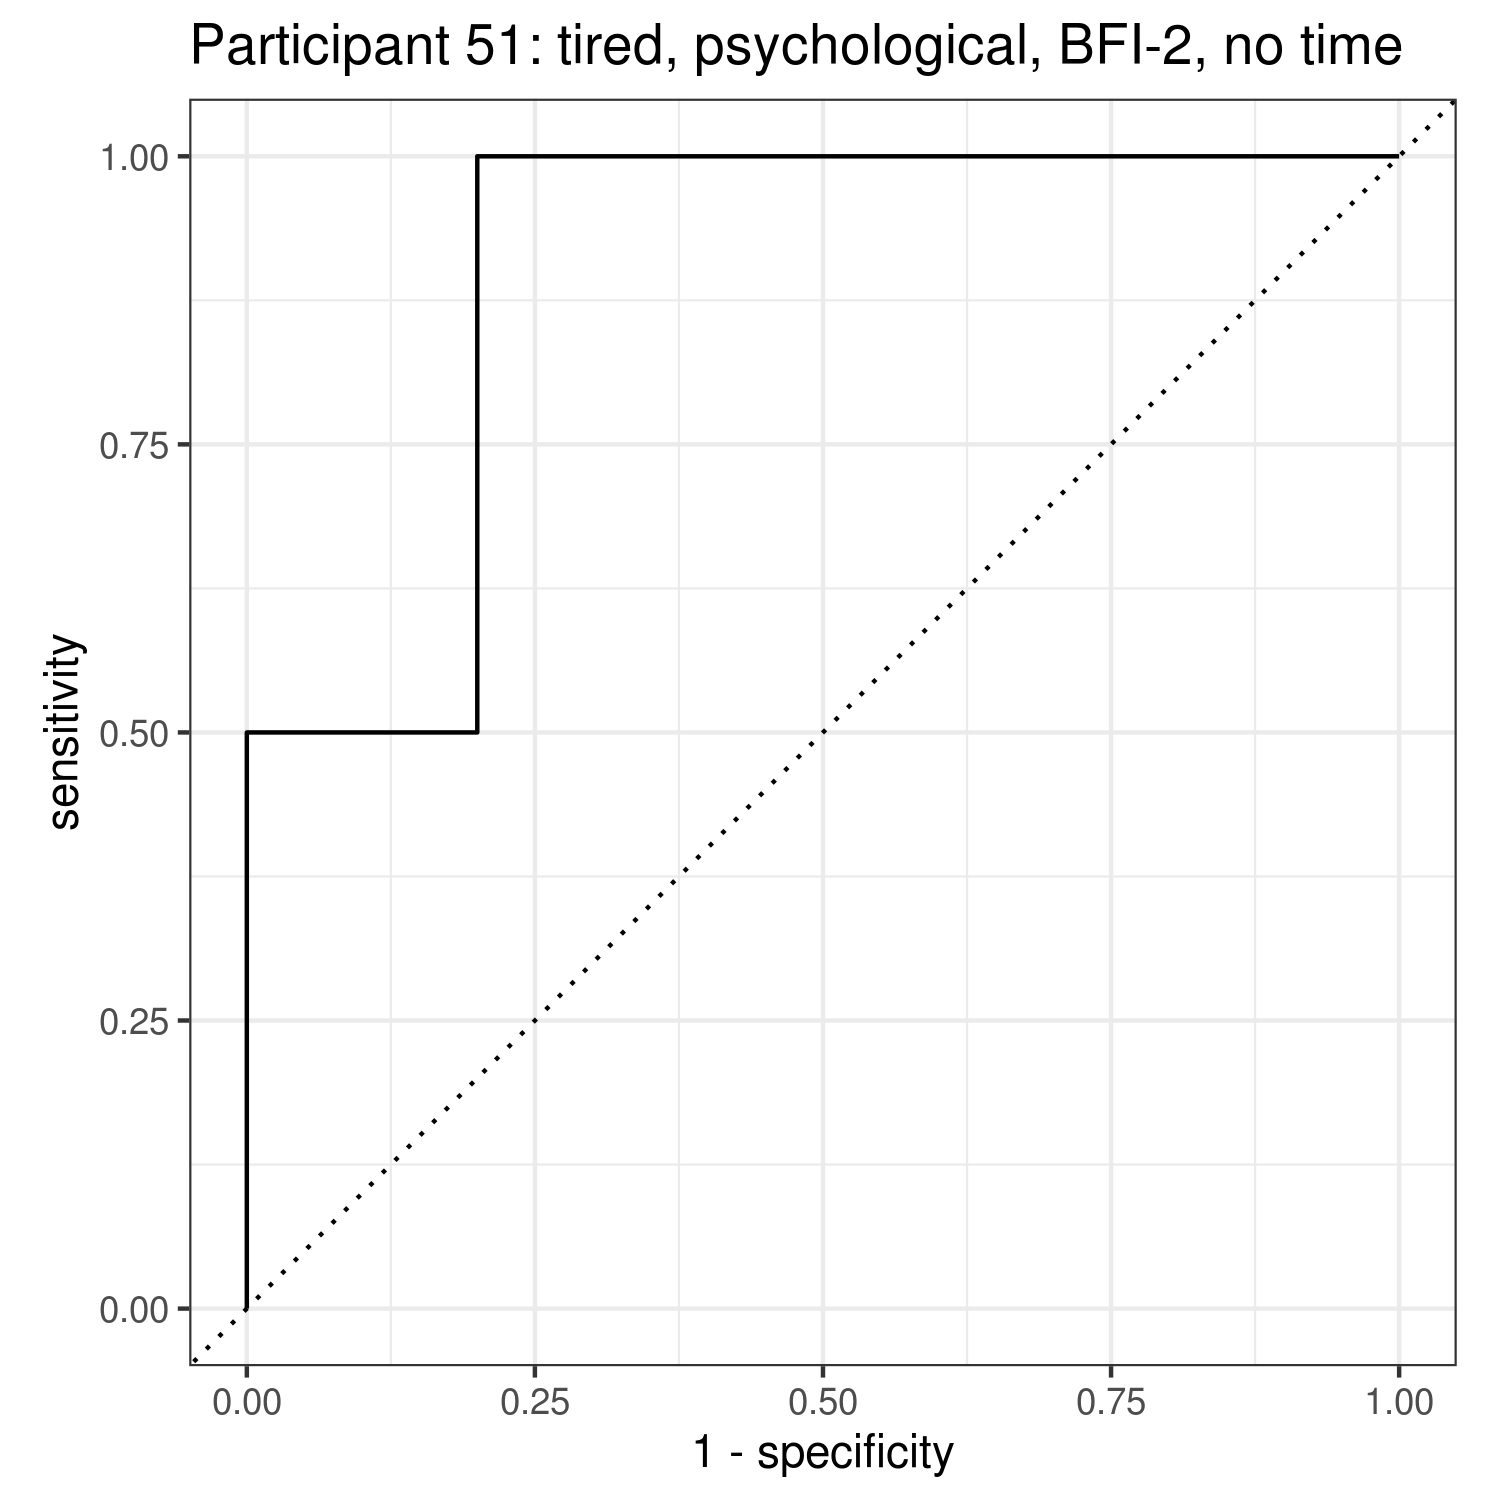 Participant 51: tired, psychological, BFI-2, no time
1.00
0.75
0.50
0.25
0.00
sensitivity
0.00 0.25 0.50 0.75 1.00
1 - specificity